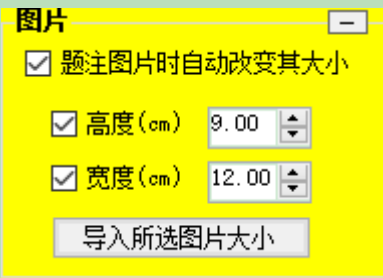 图片
题注图片时自动改变其大小
高度(cm) 9.00
宽度(cm) 12.00
导入所选图片大小